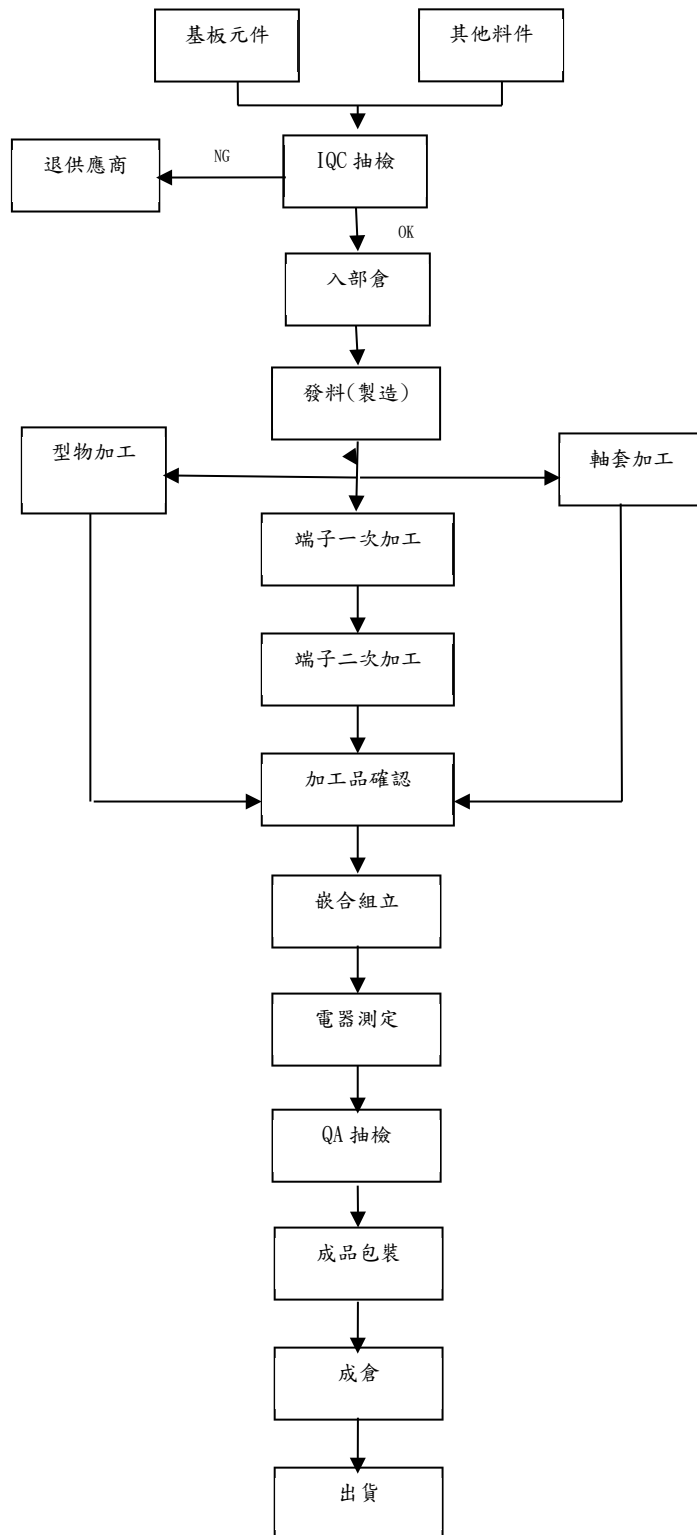 基板元件
其他料件
退供應商
NG
IQC 抽檢
OK
入部倉
發料(製造)
型物加工
軸套加工
端子一次加工
端子二次加工
加工品確認
嵌合組立
電器測定
QA 抽檢
成品包裝
成倉
出貨